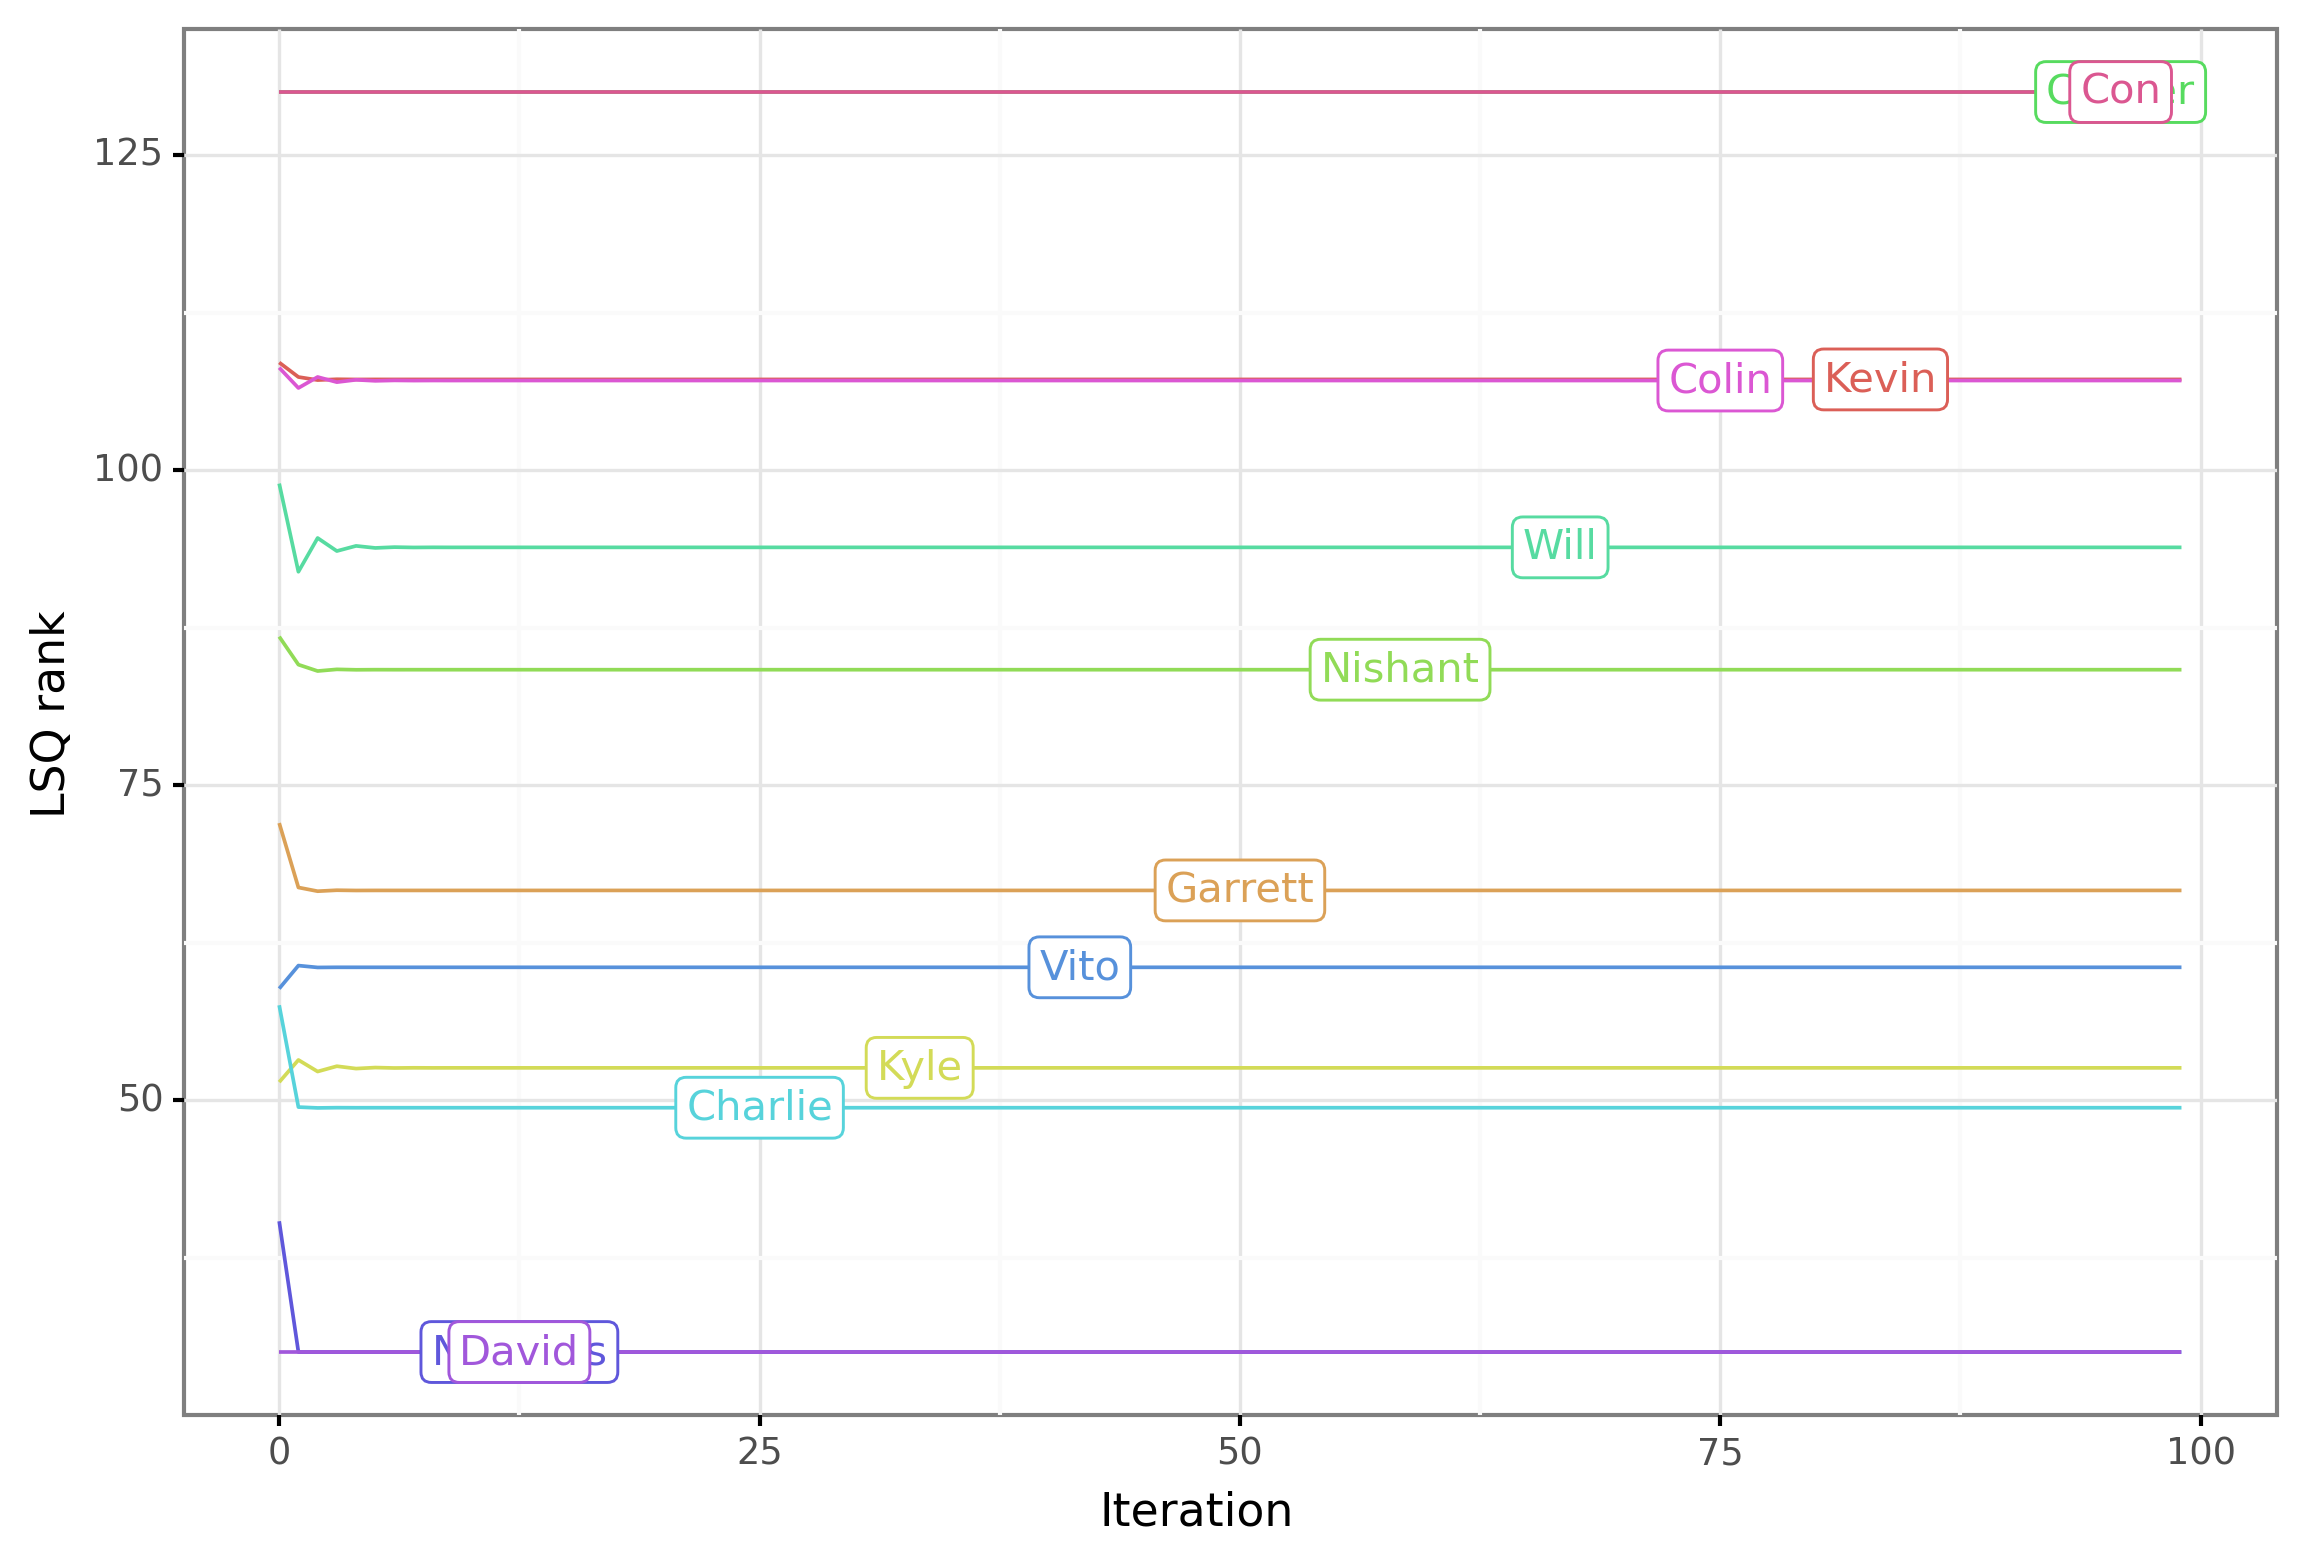 Con
125
Colin
Kevin
100
Will
Nishant
75
Garrett
Vito
Kyle
50
Charlie
David
0
25
50
75
100
Iteration
LSQ rank